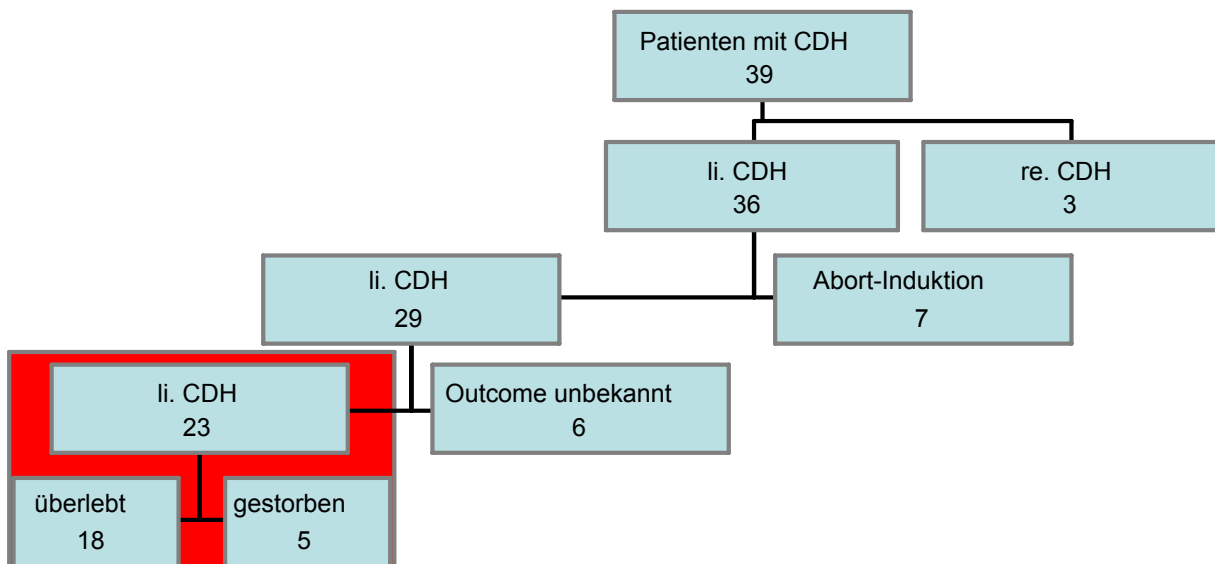 Patienten mit CDH
39
li. CDH
36
re. CDH
3
li. CDH
29
Abort-Induktion
7
li. CDH
23
Outcome unbekannt
6
überlebt
18
gestorben
5